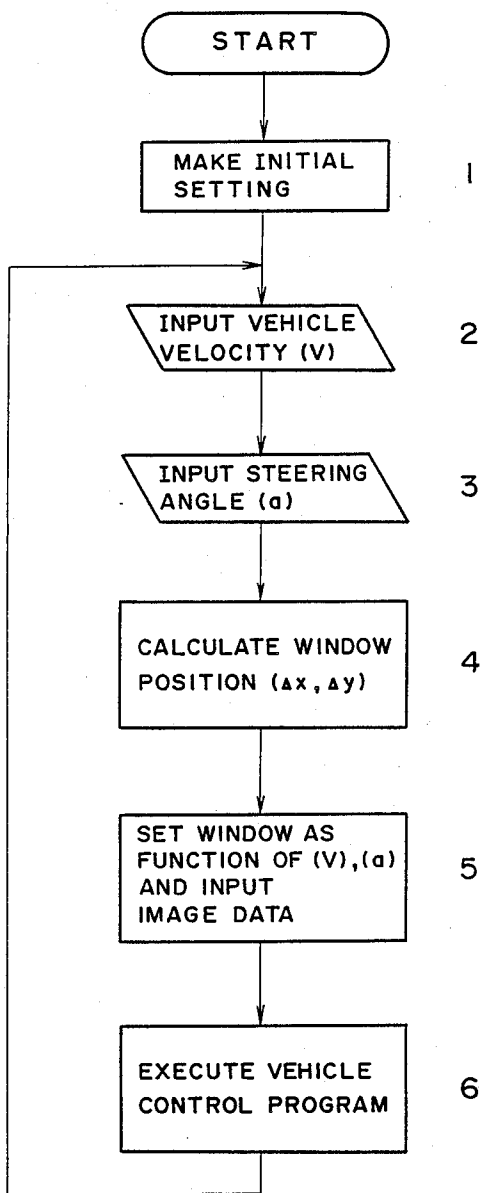 START
MAKE INITIAL
SETTING
1
INPUT VEHICLE
VELOCITY (V)
2
INPUT STEERING
ANGLE (a)
3
CALCULATE WINDOW
POSITION (Δx, Δy)
4
SET WINDOW AS
FUNCTION OF (V),(a)
AND INPUT
IMAGE DATA
5
EXECUTE VEHICLE
CONTROL PROGRAM
6